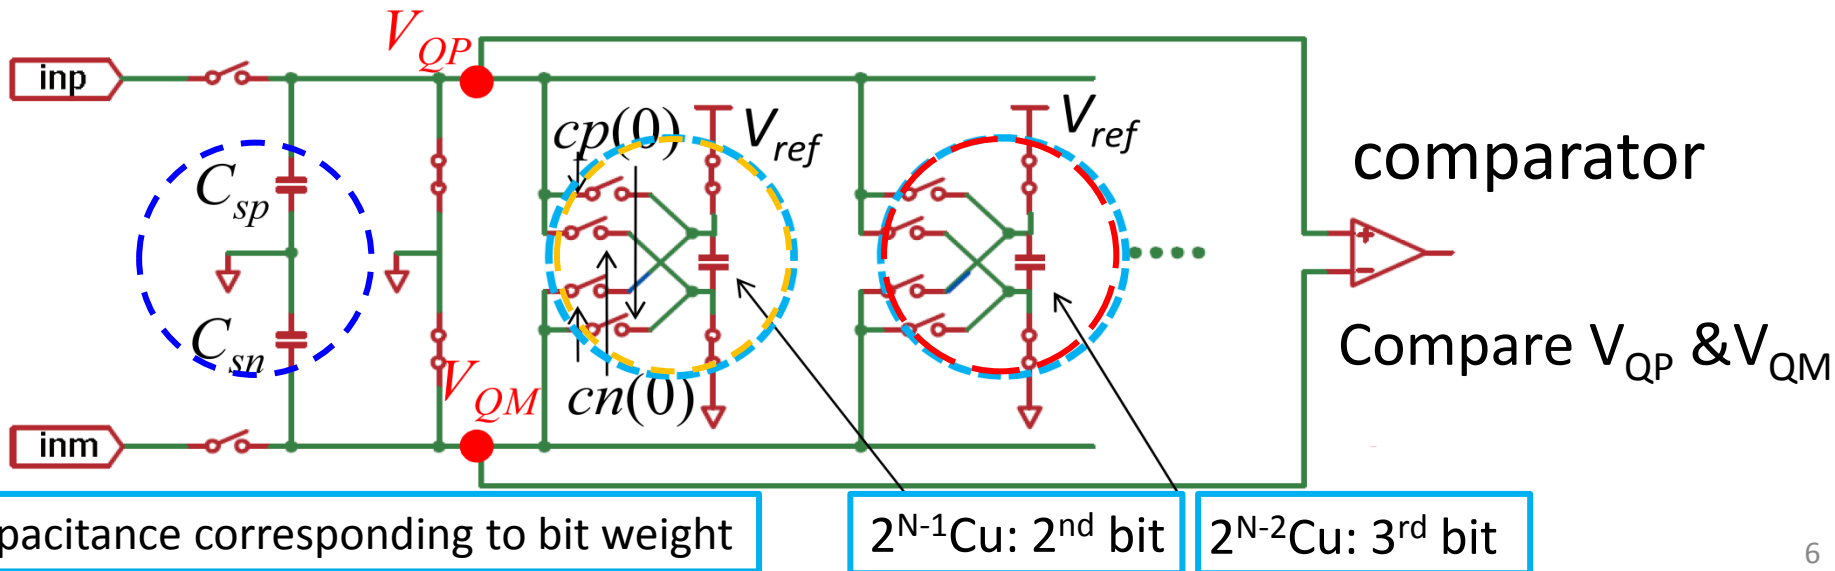 V_QP
inp
cp(0)
V_ref
V_ref
comparator
C_sp
+
−
C_sn
Compare V_QP &V_QM
V_QM
cn(0)
inm
pacitance corresponding to bit weight
2^N-1Cu: 2^nd bit
2^N-2Cu: 3^rd bit
6